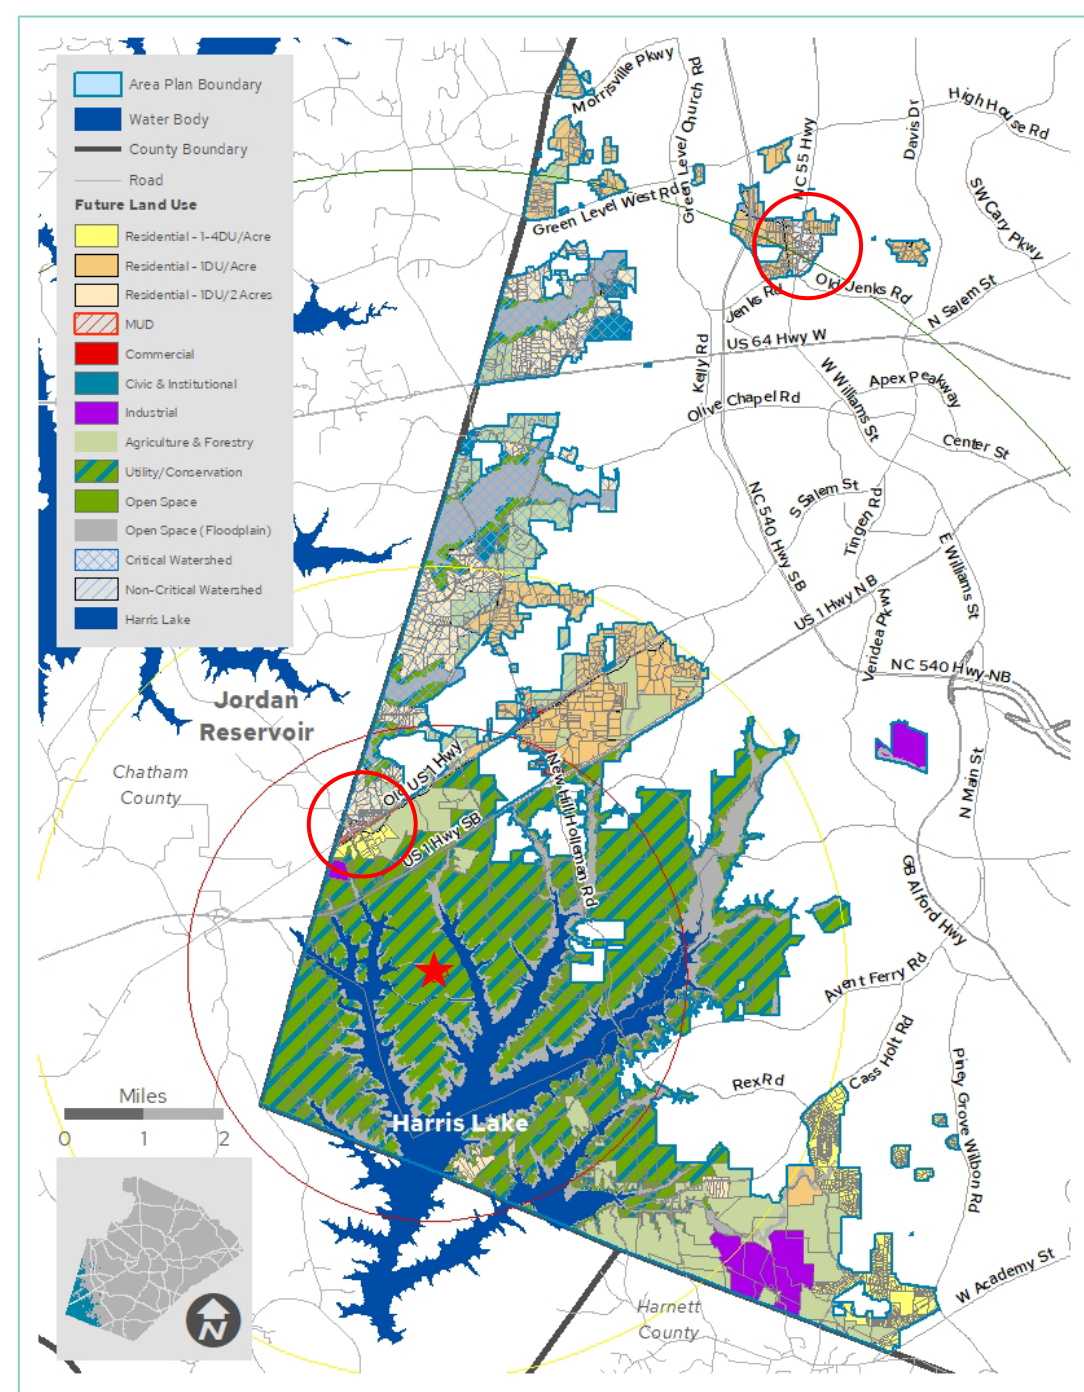 Area Plan Boundary
Water Body
County Boundary
Road
Future Land Use
Residential - 1-4DU/Acre
Residential - 1DU/Acre
Residential - 1DU/2 Acres
MUD
Commercial
Civic & Institutional
Industrial
Agriculture & Forestry
Utility/Conservation
Open Space
Open Space (Floodplain)
Critical Watershed
Non-Critical Watershed
Harris Lake
Morrisville Pkwy
Green Level Church Rd
NC 55 Hwy
Davis Dr
High House Rd
SW Cary Pkwy
Green Level West Rd
Jenks Rd
Old Jenks Rd
N Salem St
US 64 Hwy W
Kelly Rd
W Williams St
Apex Peakway
Olive Chapel Rd
Center St
NC 540 Hwy SB
S Salem St
Tingen Rd
E Williams St
US 1 Hwy NB
Veridea Pkwy
NC 540 Hwy NB
Jordan
Reservoir
Chatham
County
Old US 1 Hwy
US 1 Hwy SB
New Hill Holleman Rd
N Main St
GB Alford Hwy
Avent Ferry Rd
Cass Holt Rd
Rex Rd
Piney Grove Wilbon Rd
Miles
0 1 2
Harris Lake
W Academy St
Harnett
County
N